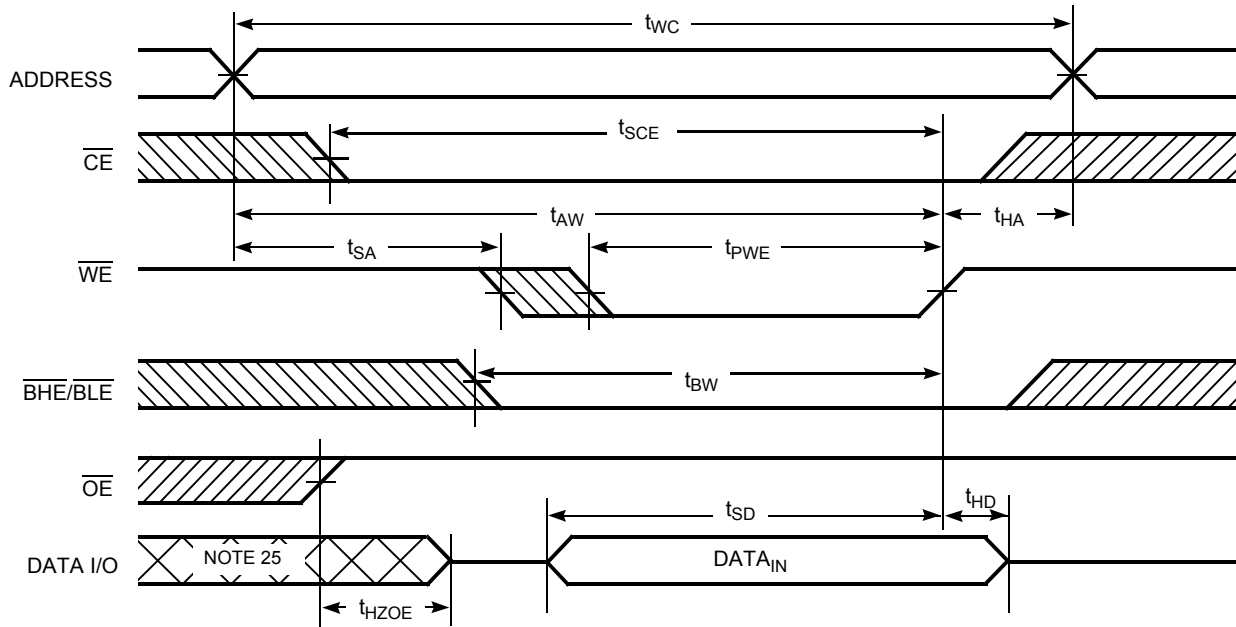 tWC
ADDRESS
tSCE
CE
tAW
tHA
tSA
tPWE
WE
BHE/BLE
tBW
OE
tSD
tHD
DATA I/O
NOTE 25
DATAIN
tHZOE